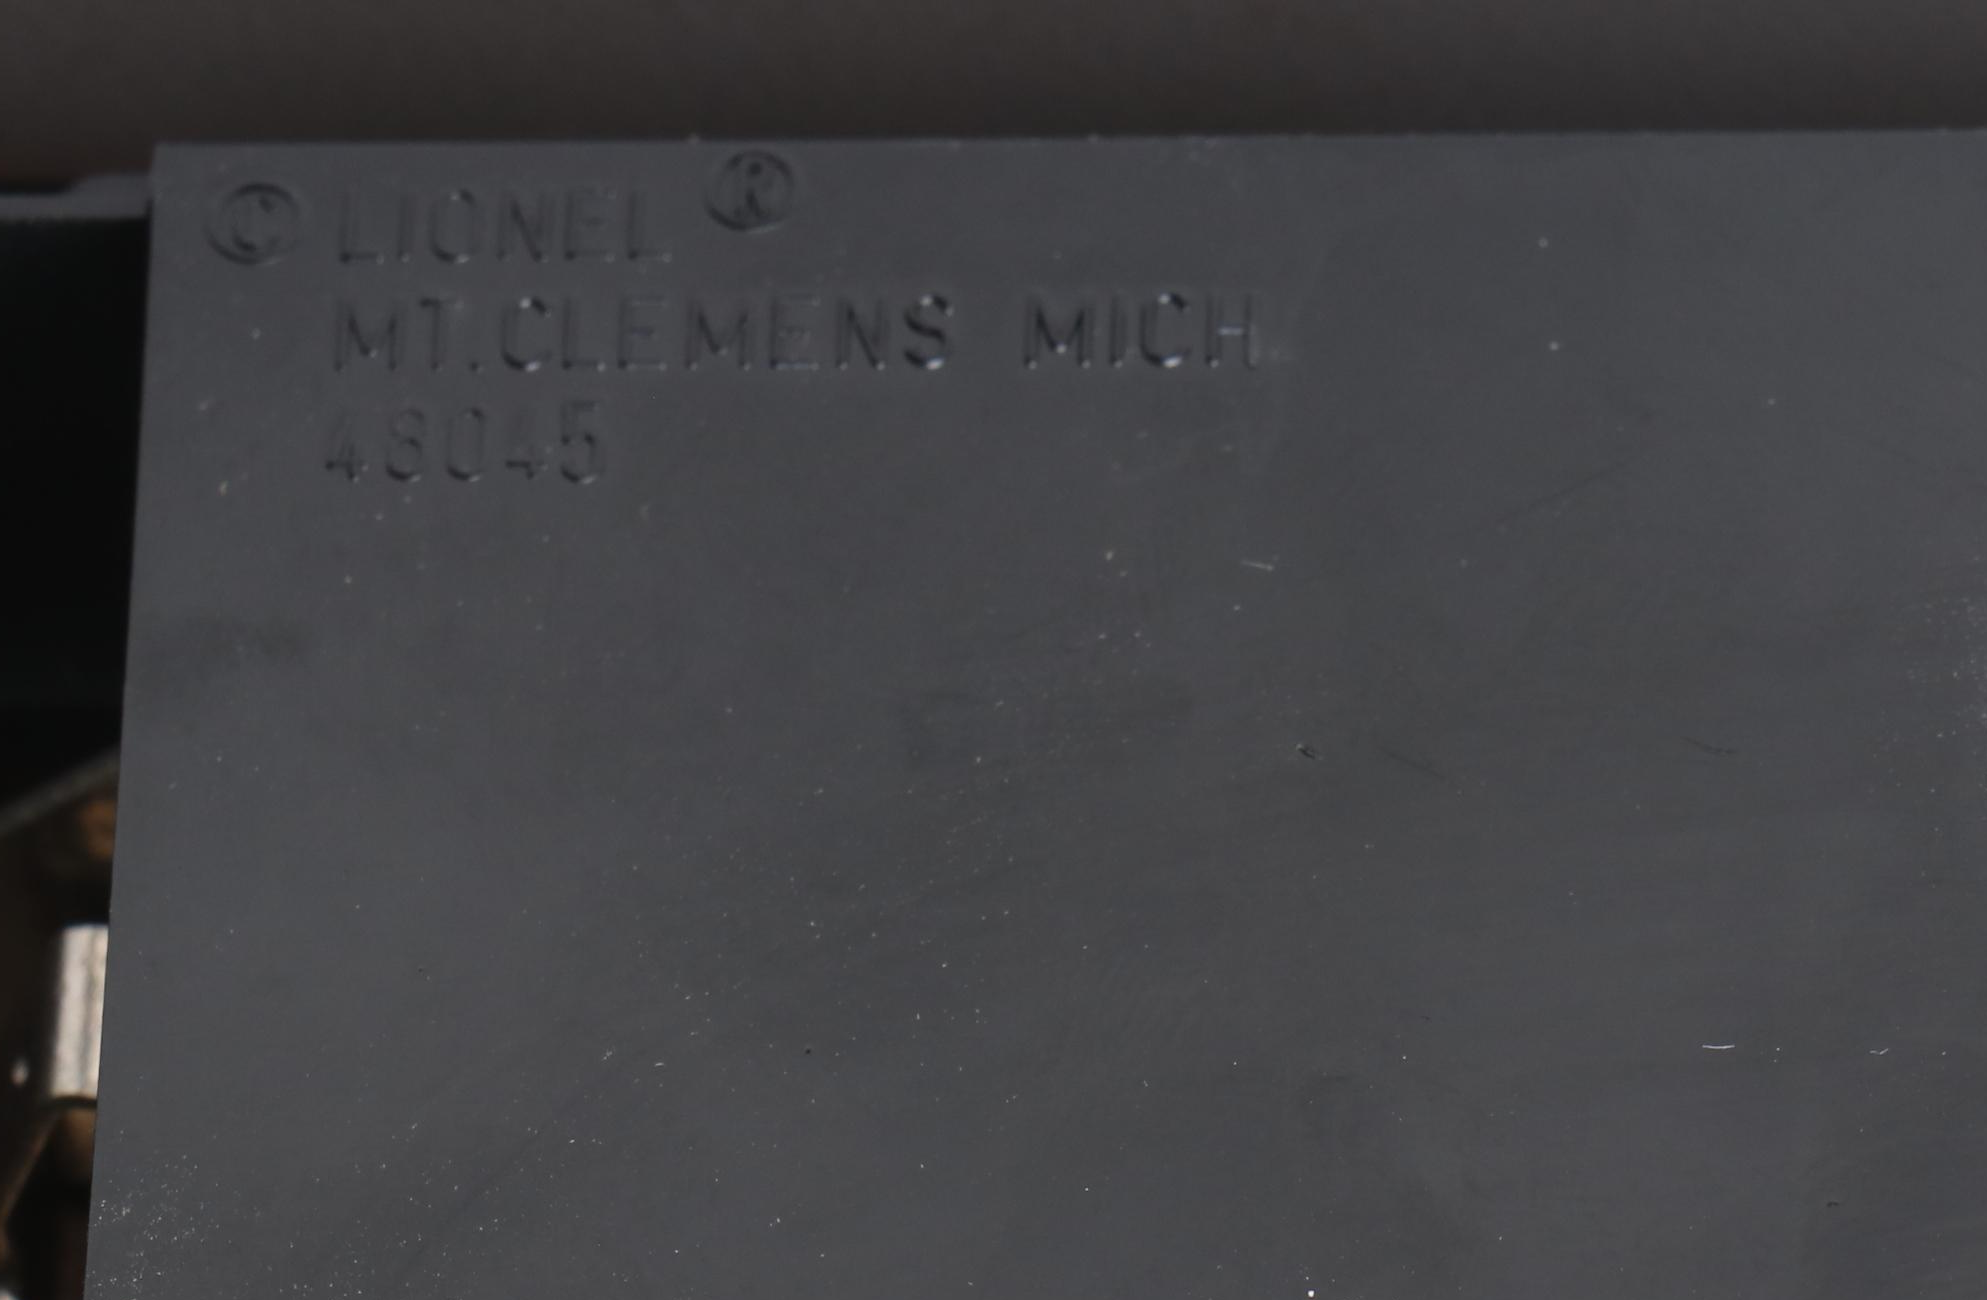 © LIONEL ®
MT.CLEMENS MICH
48045